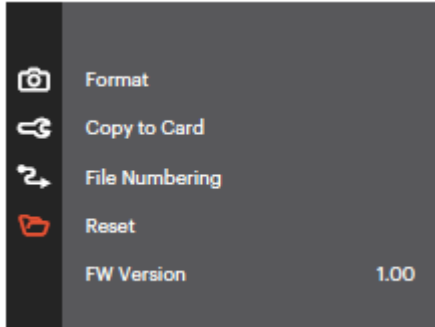 Format
Copy to Card
File Numbering
Reset
FW Version 1.00